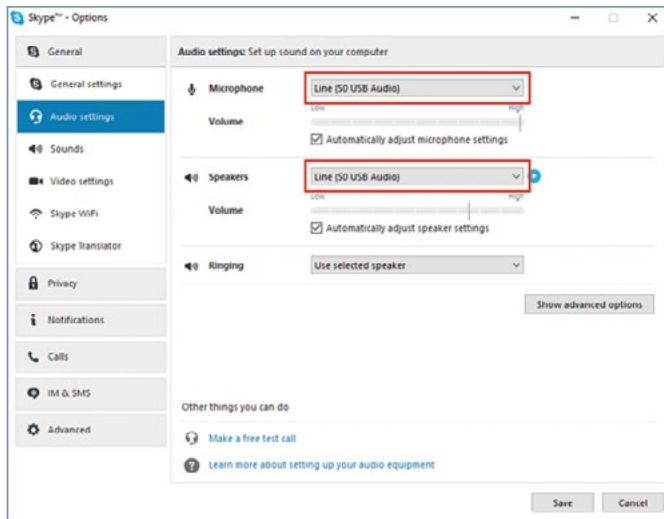 Skype™ - Options
General
General settings
Audio settings
Sounds
Video settings
Skype WiFi
Skype Translator
Privacy
Notifications
Calls
IM & SMS
Advanced
Audio settings: Set up sound on your computer
Microphone Line (S0 USB Audio)
Low High
Volume
Automatically adjust microphone settings
Speakers Line (S0 USB Audio)
Low High
Volume
Automatically adjust speaker settings
Ringing Use selected speaker
Show advanced options
Other things you can do
Make a free test call
Learn more about setting up your audio equipment
Save Cancel